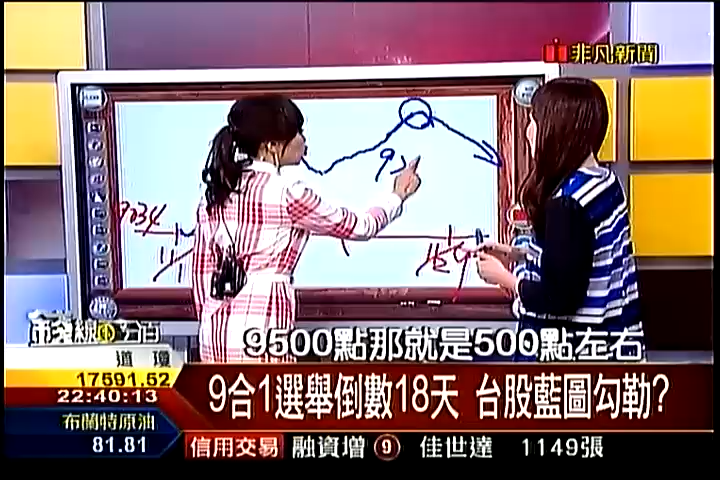 非凡新聞
9034
11/1
道瓊
17591.52
22:40:13
布蘭特原油
81.81
9500點那就是500點左右
9合1選舉倒數18天 台股藍圖勾勒?
信用交易 融資增 9 佳世達 1149張